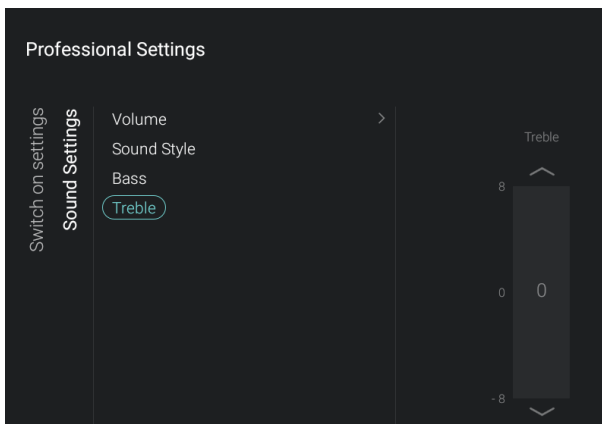 Professional Settings
Switch on settings
Sound Settings
Volume
Sound Style
Bass
Treble
Treble
8
0
0
- 8